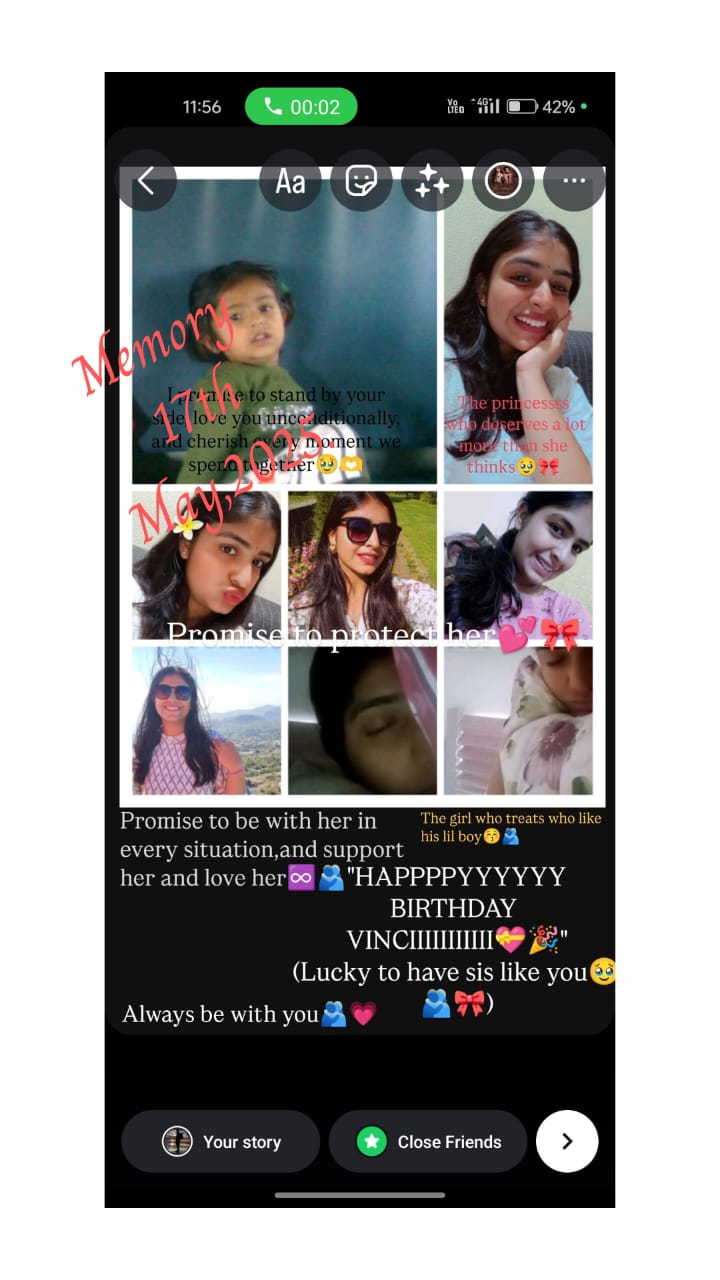 11:56
00:02
Vo LTED 4G+ 42%
Aa
Memory
17th
May,2025.
I promise to stand by your
side, love you unconditionally,
and cherish every moment we
spend together🥹🫶
The princessss
who deserves a lot
more than she
thinks🥹🎀
Promise to protect her💕🎀
Promise to be with her in
every situation,and support
her and love her♾️🫂
The girl who treats who like
his lil boy😚🫂
"HAPPPPYYYYYY
BIRTHDAY
VINCIIIIIIIIIII💝🎉"
(Lucky to have sis like you🥹
🫂🎀)
Always be with you🫂💗
Your story
Close Friends